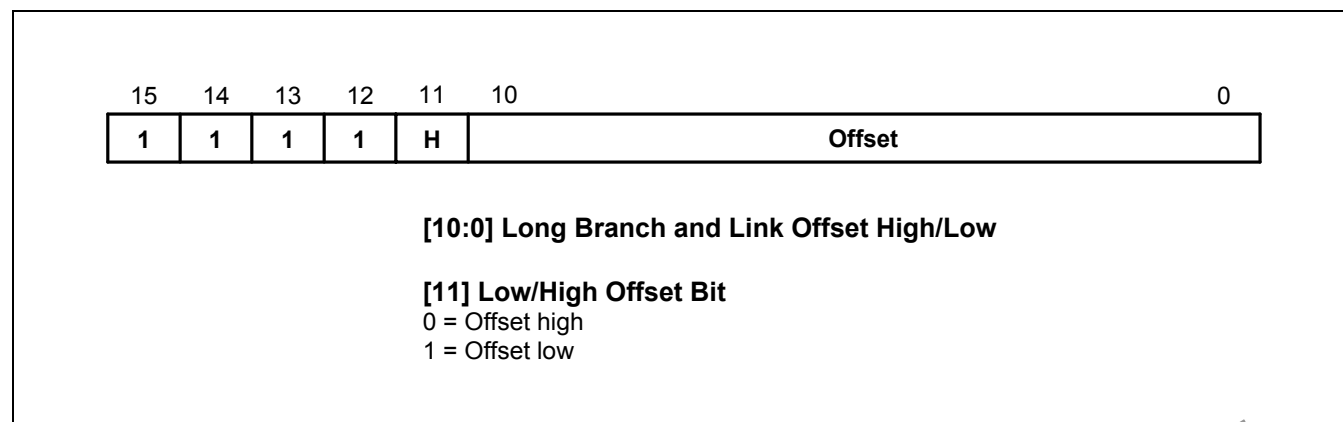 15 14 13 12 11 10 0
1 1 1 1 H Offset
[10:0] Long Branch and Link Offset High/Low
[11] Low/High Offset Bit
0 = Offset high
1 = Offset low